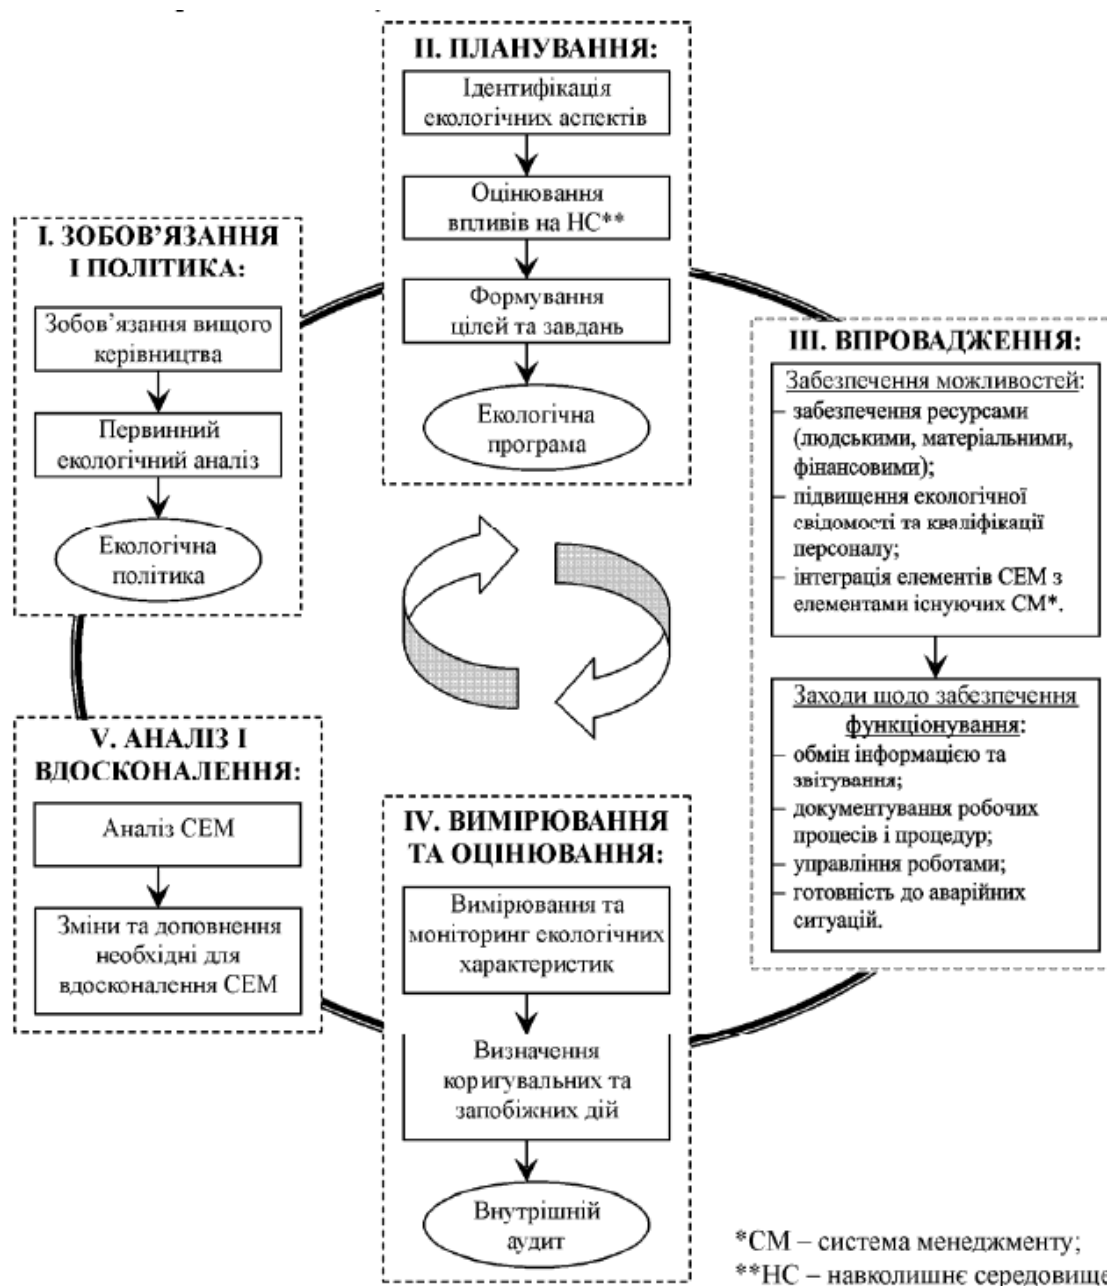 І. ЗОБОВ’ЯЗАННЯ
І ПОЛІТИКА:
Зобов’язання вищого
керівництва
Первинний
екологічний аналіз
Екологічна
політика
ІІ. ПЛАНУВАННЯ:
Ідентифікація
екологічних аспектів
Оцінювання
впливів на НС**
Формування
цілей та завдань
Екологічна
програма
ІІІ. ВПРОВАДЖЕННЯ:
Забезпечення можливостей:
– забезпечення ресурсами
(людськими, матеріальними,
фінансовими);
– підвищення екологічної
свідомості та кваліфікації
персоналу;
– інтеграція елементів СЕМ з
елементами існуючих СМ*.
Заходи щодо забезпечення
функціонування:
– обмін інформацією та
звітування;
– документування робочих
процесів і процедур;
– управління роботами;
– готовність до аварійних
ситуацій.
IV. ВИМІРЮВАННЯ
ТА ОЦІНЮВАННЯ:
Вимірювання та
моніторинг екологічних
характеристик
Визначення
коригувальних та
запобіжних дій
Внутрішній
аудит
V. АНАЛІЗ І
ВДОСКОНАЛЕННЯ:
Аналіз СЕМ
Зміни та доповнення
необхідні для
вдосконалення СЕМ
*СМ – система менеджменту;
**НС – навколишнє середовище